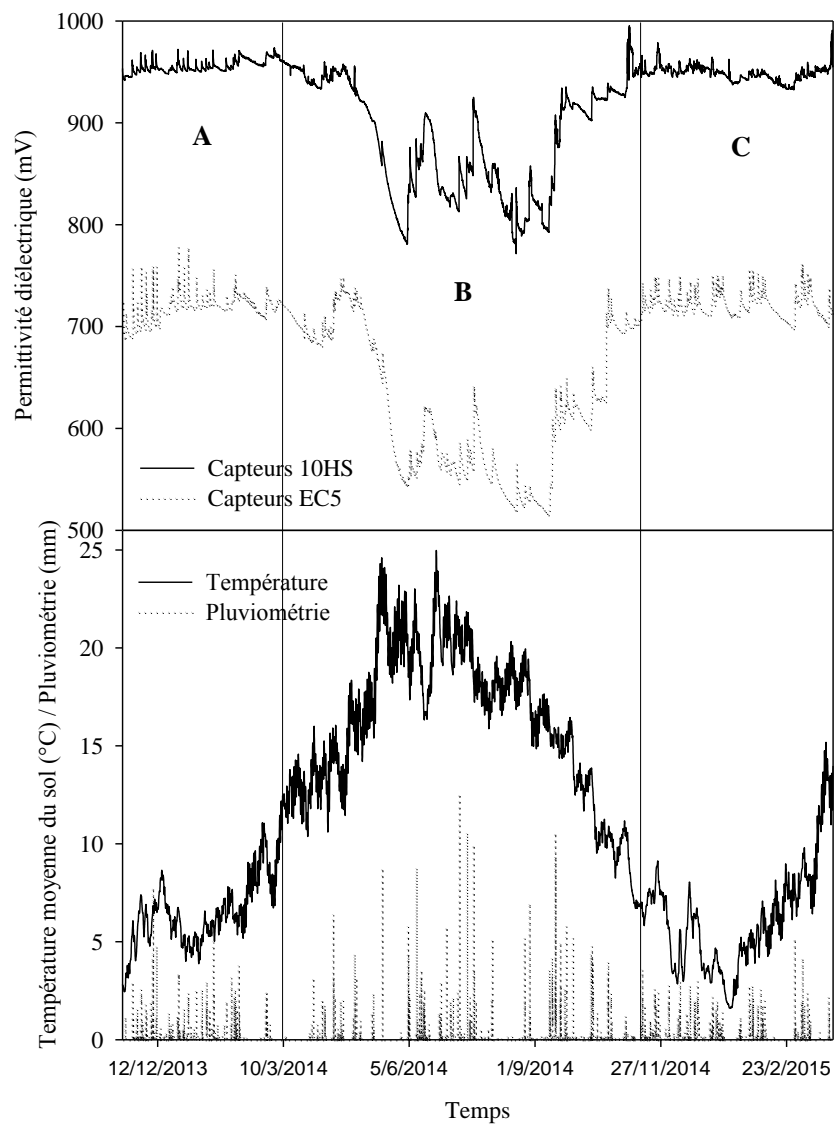 1000
900
800
700
600
500
Permittivité diélectrique (mV)
A
B
C
Capteurs 10HS
Capteurs EC5
25
20
15
10
5
0
Température moyenne du sol (°C) / Pluviométrie (mm)
Température
Pluviométrie
12/12/2013 10/3/2014 5/6/2014 1/9/2014 27/11/2014 23/2/2015
Temps